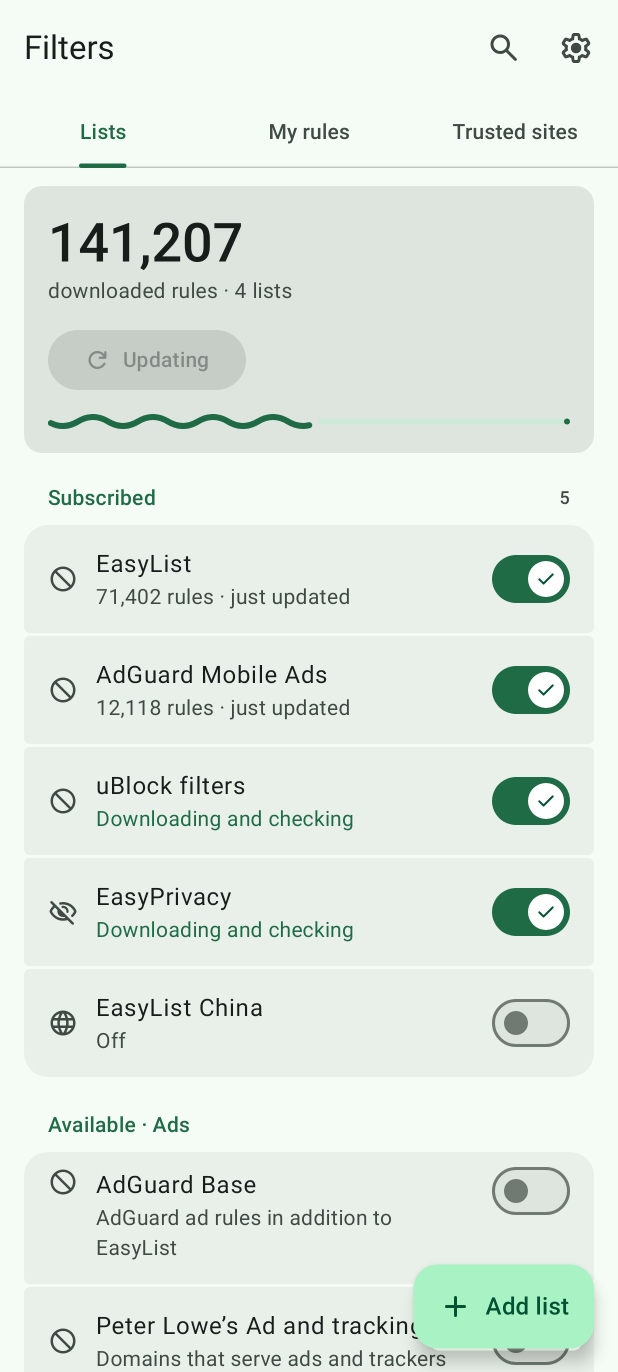 Filters
Lists
My rules
Trusted sites
141,207
downloaded rules · 4 lists
Updating
Subscribed
5
EasyList
71,402 rules · just updated
AdGuard Mobile Ads
12,118 rules · just updated
uBlock filters
Downloading and checking
EasyPrivacy
Downloading and checking
EasyList China
Off
Available · Ads
AdGuard Base
AdGuard ad rules in addition to
EasyList
Add list
Peter Lowe’s Ad and tracking
Domains that serve ads and trackers